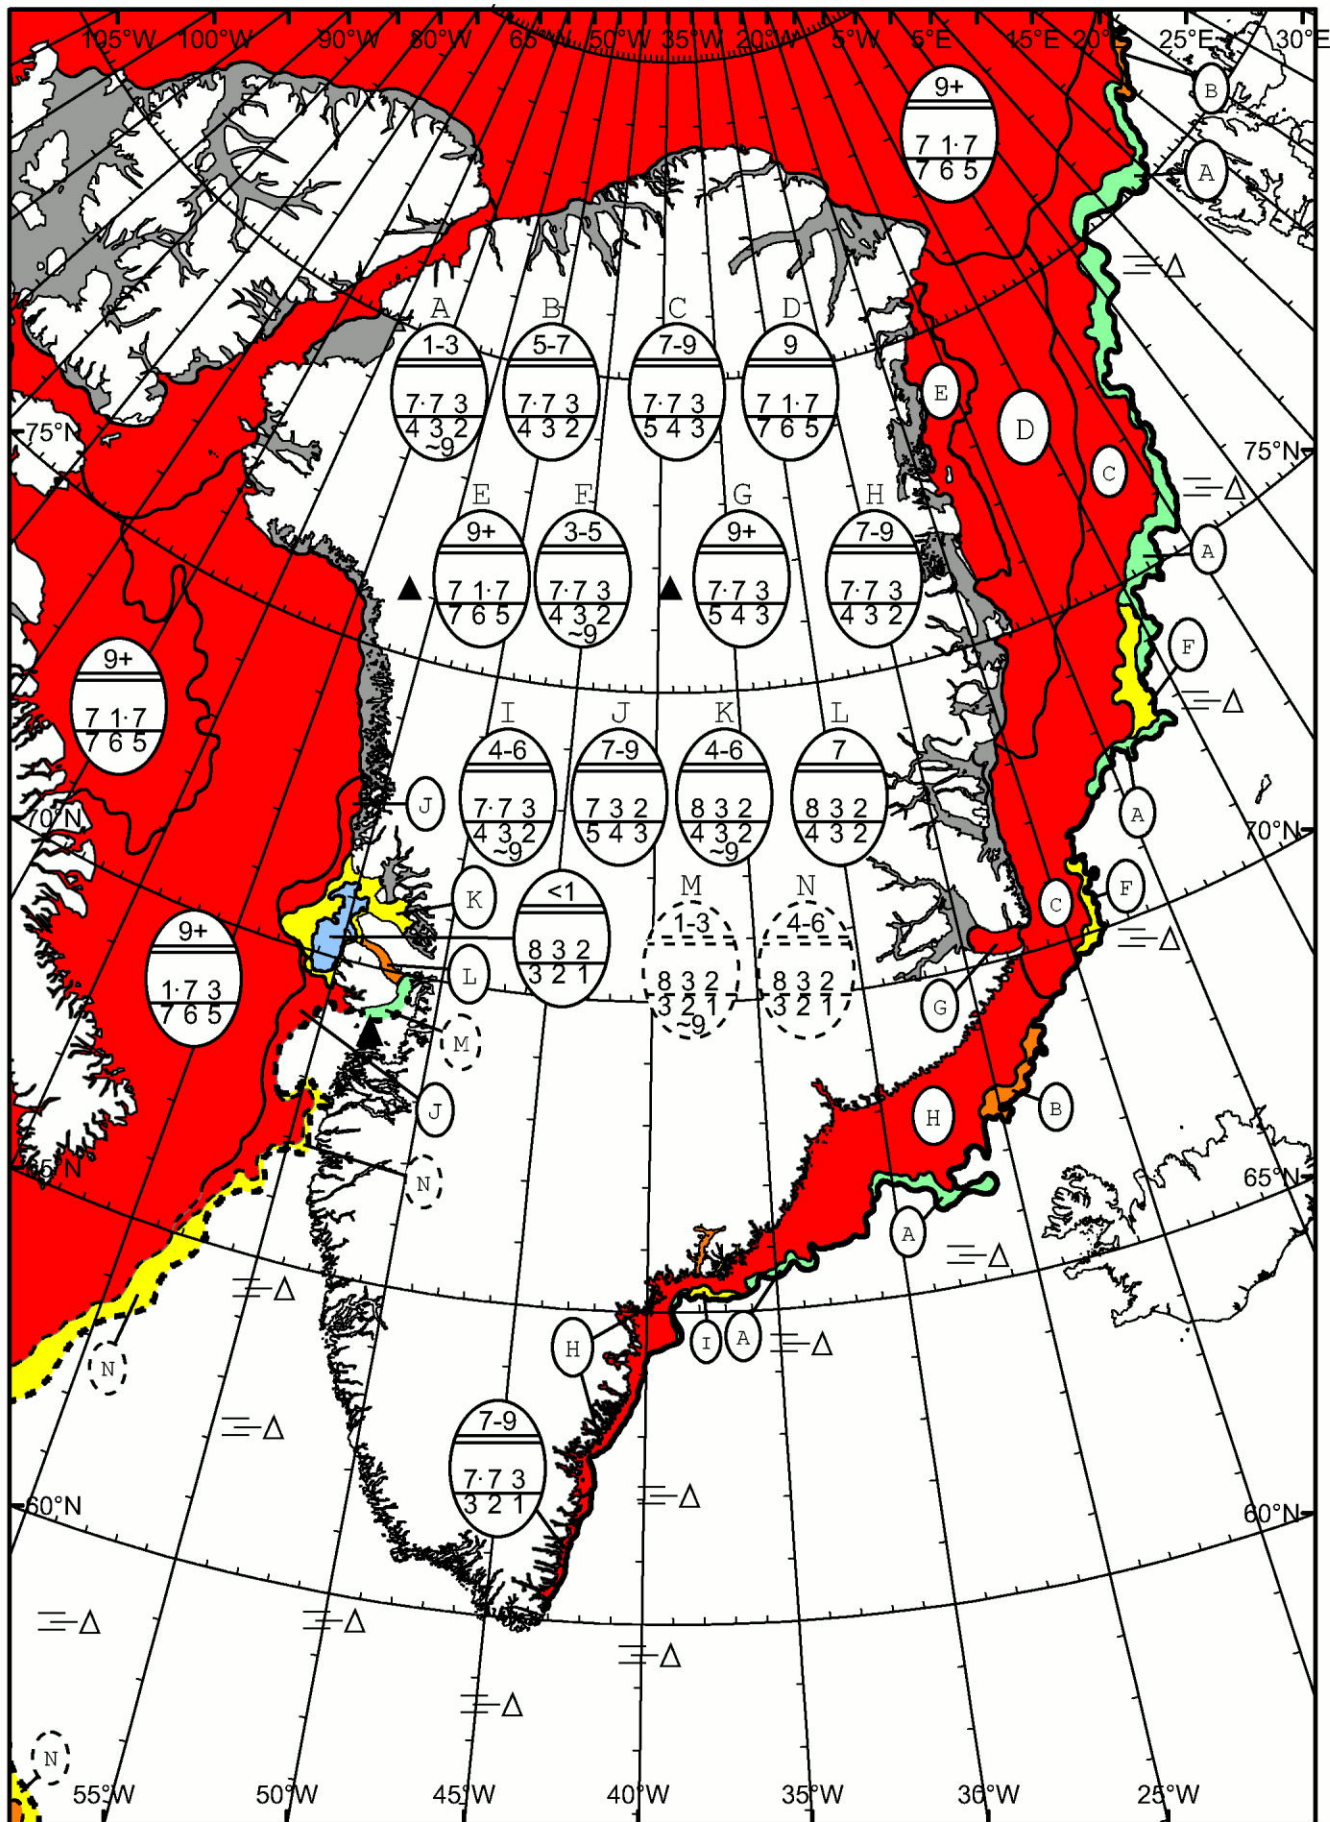 105°W 100°W 90°W 80°W 65°W 50°W 35°W 20°W 5°W 5°E 15°E 20°E 25°E 30°E
B
9+
7 1·7
7 6 5
A
A B C D
1-3 5-7 7-9 9
7·7 3 7·7 3 7·7 3 7 1·7
4 3 2 4 3 2 5 4 3 7 6 5
~9
E
D
75°N
75°N
C
E F G H
9+ 3-5 9+ 7-9
7 1·7 7·7 3 7·7 3 7·7 3
7 6 5 4 3 2 5 4 3 4 3 2
~9
A
F
9+
7 1·7
7 6 5
I J K L
4-6 7-9 4-6 7
7·7 3 7 3 2 8 3 2 8 3 2
4 3 2 5 4 3 4 3 2 4 3 2
~9 ~9
J
A
70°N
70°N
K
<1
8 3 2
3 2 1
M N
1-3 4-6
8 3 2 8 3 2
3 2 1 3 2 1
~9
C
F
9+
1·7 3
7 6 5
L
G
M
J
H
B
65°N
65°N
N
A
N
H
I
A
7-9
7·7 3
3 2 1
60°N
60°N
N
55°W 50°W 45°W 40°W 35°W 30°W 25°W